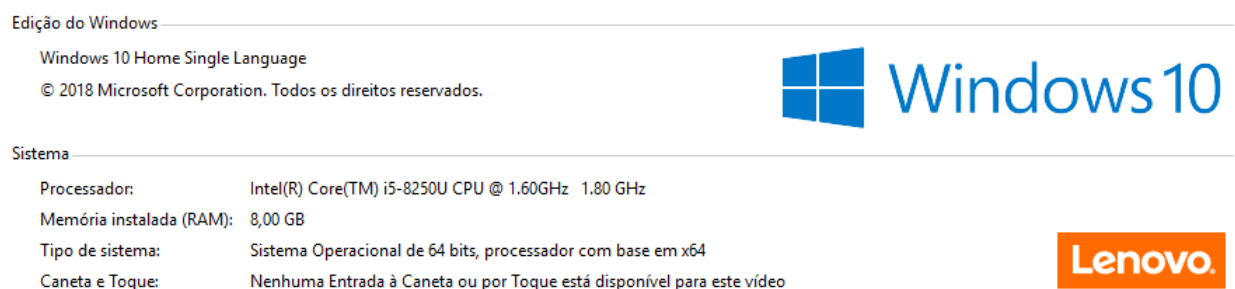 Edição do Windows
Windows 10 Home Single Language
© 2018 Microsoft Corporation. Todos os direitos reservados.
Windows 10
Sistema
Processador: Intel(R) Core(TM) i5-8250U CPU @ 1.60GHz 1.80 GHz
Memória instalada (RAM): 8,00 GB
Tipo de sistema: Sistema Operacional de 64 bits, processador com base em x64
Caneta e Toque: Nenhuma Entrada à Caneta ou por Toque está disponível para este vídeo
Lenovo.